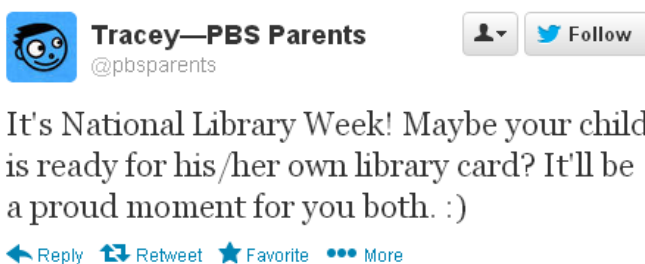 Tracey—PBS Parents
@pbsparents
Follow
It's National Library Week! Maybe your child
is ready for his/her own library card? It'll be
a proud moment for you both. :)
Reply Retweet Favorite More